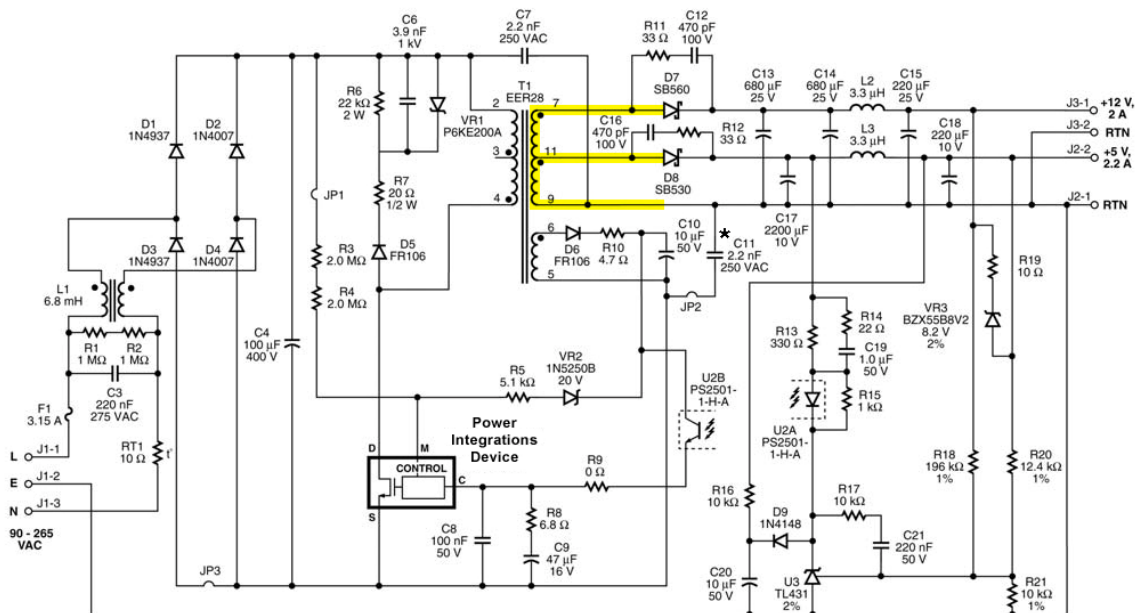 C6
3.9 nF
1 kV
C7
2.2 nF
250 VAC
R11
33 Ω
C12
470 pF
100 V
D7
SB560
C13
680 µF
25 V
C14
680 µF
25 V
L2
3.3 µH
C15
220 µF
25 V
J3-1
+12 V,
2 A
J3-2
RTN
J2-2
+5 V,
2.2 A
J2-1
RTN
T1
EER28
2
3
4
7
11
9
6
5
R6
22 kΩ
2 W
VR1
P6KE200A
C16
470 pF
100 V
R12
33 Ω
D8
SB530
L3
3.3 µH
C18
220 µF
10 V
D1
1N4937
D2
1N4007
D3
1N4937
D4
1N4007
JP1
R7
20 Ω
1/2 W
D5
FR106
D6
FR106
R10
4.7 Ω
C10
10 µF
50 V
*
C11
2.2 nF
250 VAC
C17
2200 µF
10 V
JP2
R3
2.0 MΩ
R4
2.0 MΩ
L1
6.8 mH
R1
1 MΩ
R2
1 MΩ
C3
220 nF
275 VAC
C4
100 µF
400 V
F1
3.15 A
RT1
10 Ω
t°
L
J1-1
E
J1-2
N
J1-3
90 - 265
VAC
R5
5.1 kΩ
VR2
1N5250B
20 V
U2B
PS2501-
1-H-A
R13
330 Ω
R14
22 Ω
C19
1.0 µF
50 V
R15
1 kΩ
U2A
PS2501-
1-H-A
VR3
BZX55B8V2
8.2 V
2%
R19
10 Ω
Power
Integrations
Device
D
M
CONTROL
C
S
R9
0 Ω
R8
6.8 Ω
C8
100 nF
50 V
C9
47 µF
16 V
JP3
R16
10 kΩ
D9
1N4148
R17
10 kΩ
C21
220 nF
50 V
R18
196 kΩ
1%
R20
12.4 kΩ
1%
C20
10 µF
50 V
U3
TL431
2%
R21
10 kΩ
1%